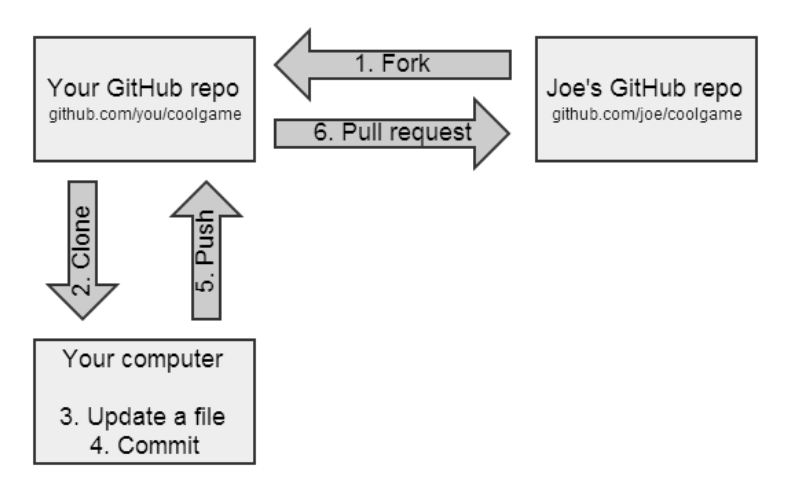 Your GitHub repo
github.com/you/coolgame
1. Fork
6. Pull request
Joe's GitHub repo
github.com/joe/coolgame
2. Clone
5. Push
Your computer
3. Update a file
4. Commit